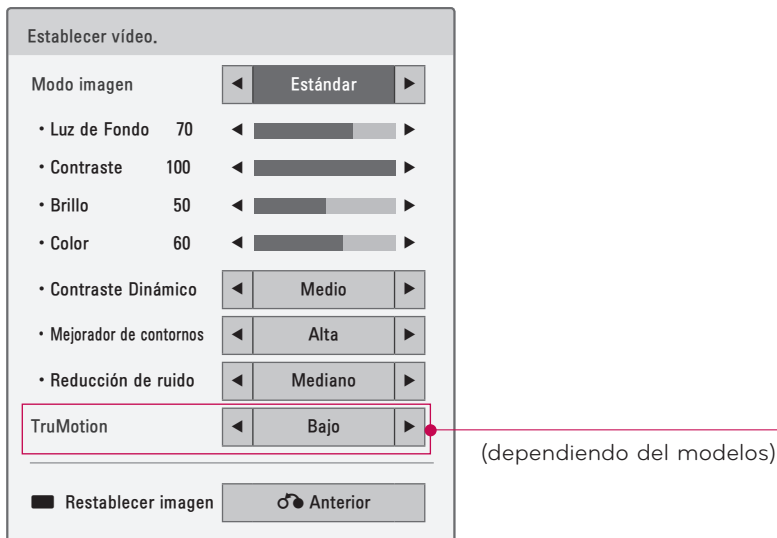 Establecer vídeo.
Modo imagen ◀ Estándar ▶
• Luz de Fondo 70 ◀ ▶
• Contraste 100 ◀ ▶
• Brillo 50 ◀ ▶
• Color 60 ◀ ▶
• Contraste Dinámico ◀ Medio ▶
• Mejorador de contornos ◀ Alta ▶
• Reducción de ruido ◀ Mediano ▶
TruMotion ◀ Bajo ▶
(dependiendo del modelos)
Restablecer imagen Anterior